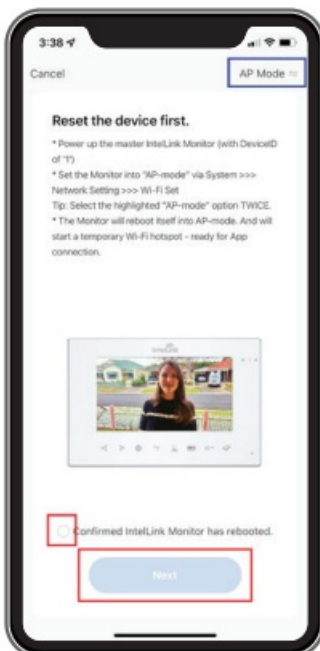 3:38
Cancel
AP Mode
Reset the device first.
* Power up the master IntelLink Monitor (with DeviceID
of '1')
* Set the Monitor into "AP-mode" via System >>>
Network Setting >>> Wi-Fi Set
Tip: Select the highlighted "AP-mode" option TWICE.
* The Monitor will reboot itself into AP-mode. And will
start a temporary Wi-Fi hotspot - ready for App
connection.
Confirmed IntelLink Monitor has rebooted.
Next